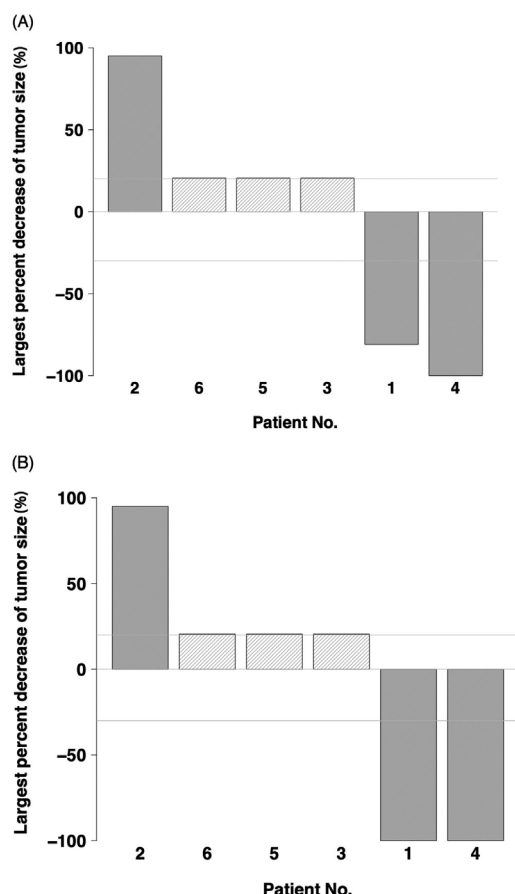 (A)
Largest percent decrease of tumor size (%)
100
50
0
−50
−100
2 6 5 3 1 4
Patient No.
(B)
Largest percent decrease of tumor size (%)
100
50
0
−50
−100
2 6 5 3 1 4
Patient No.